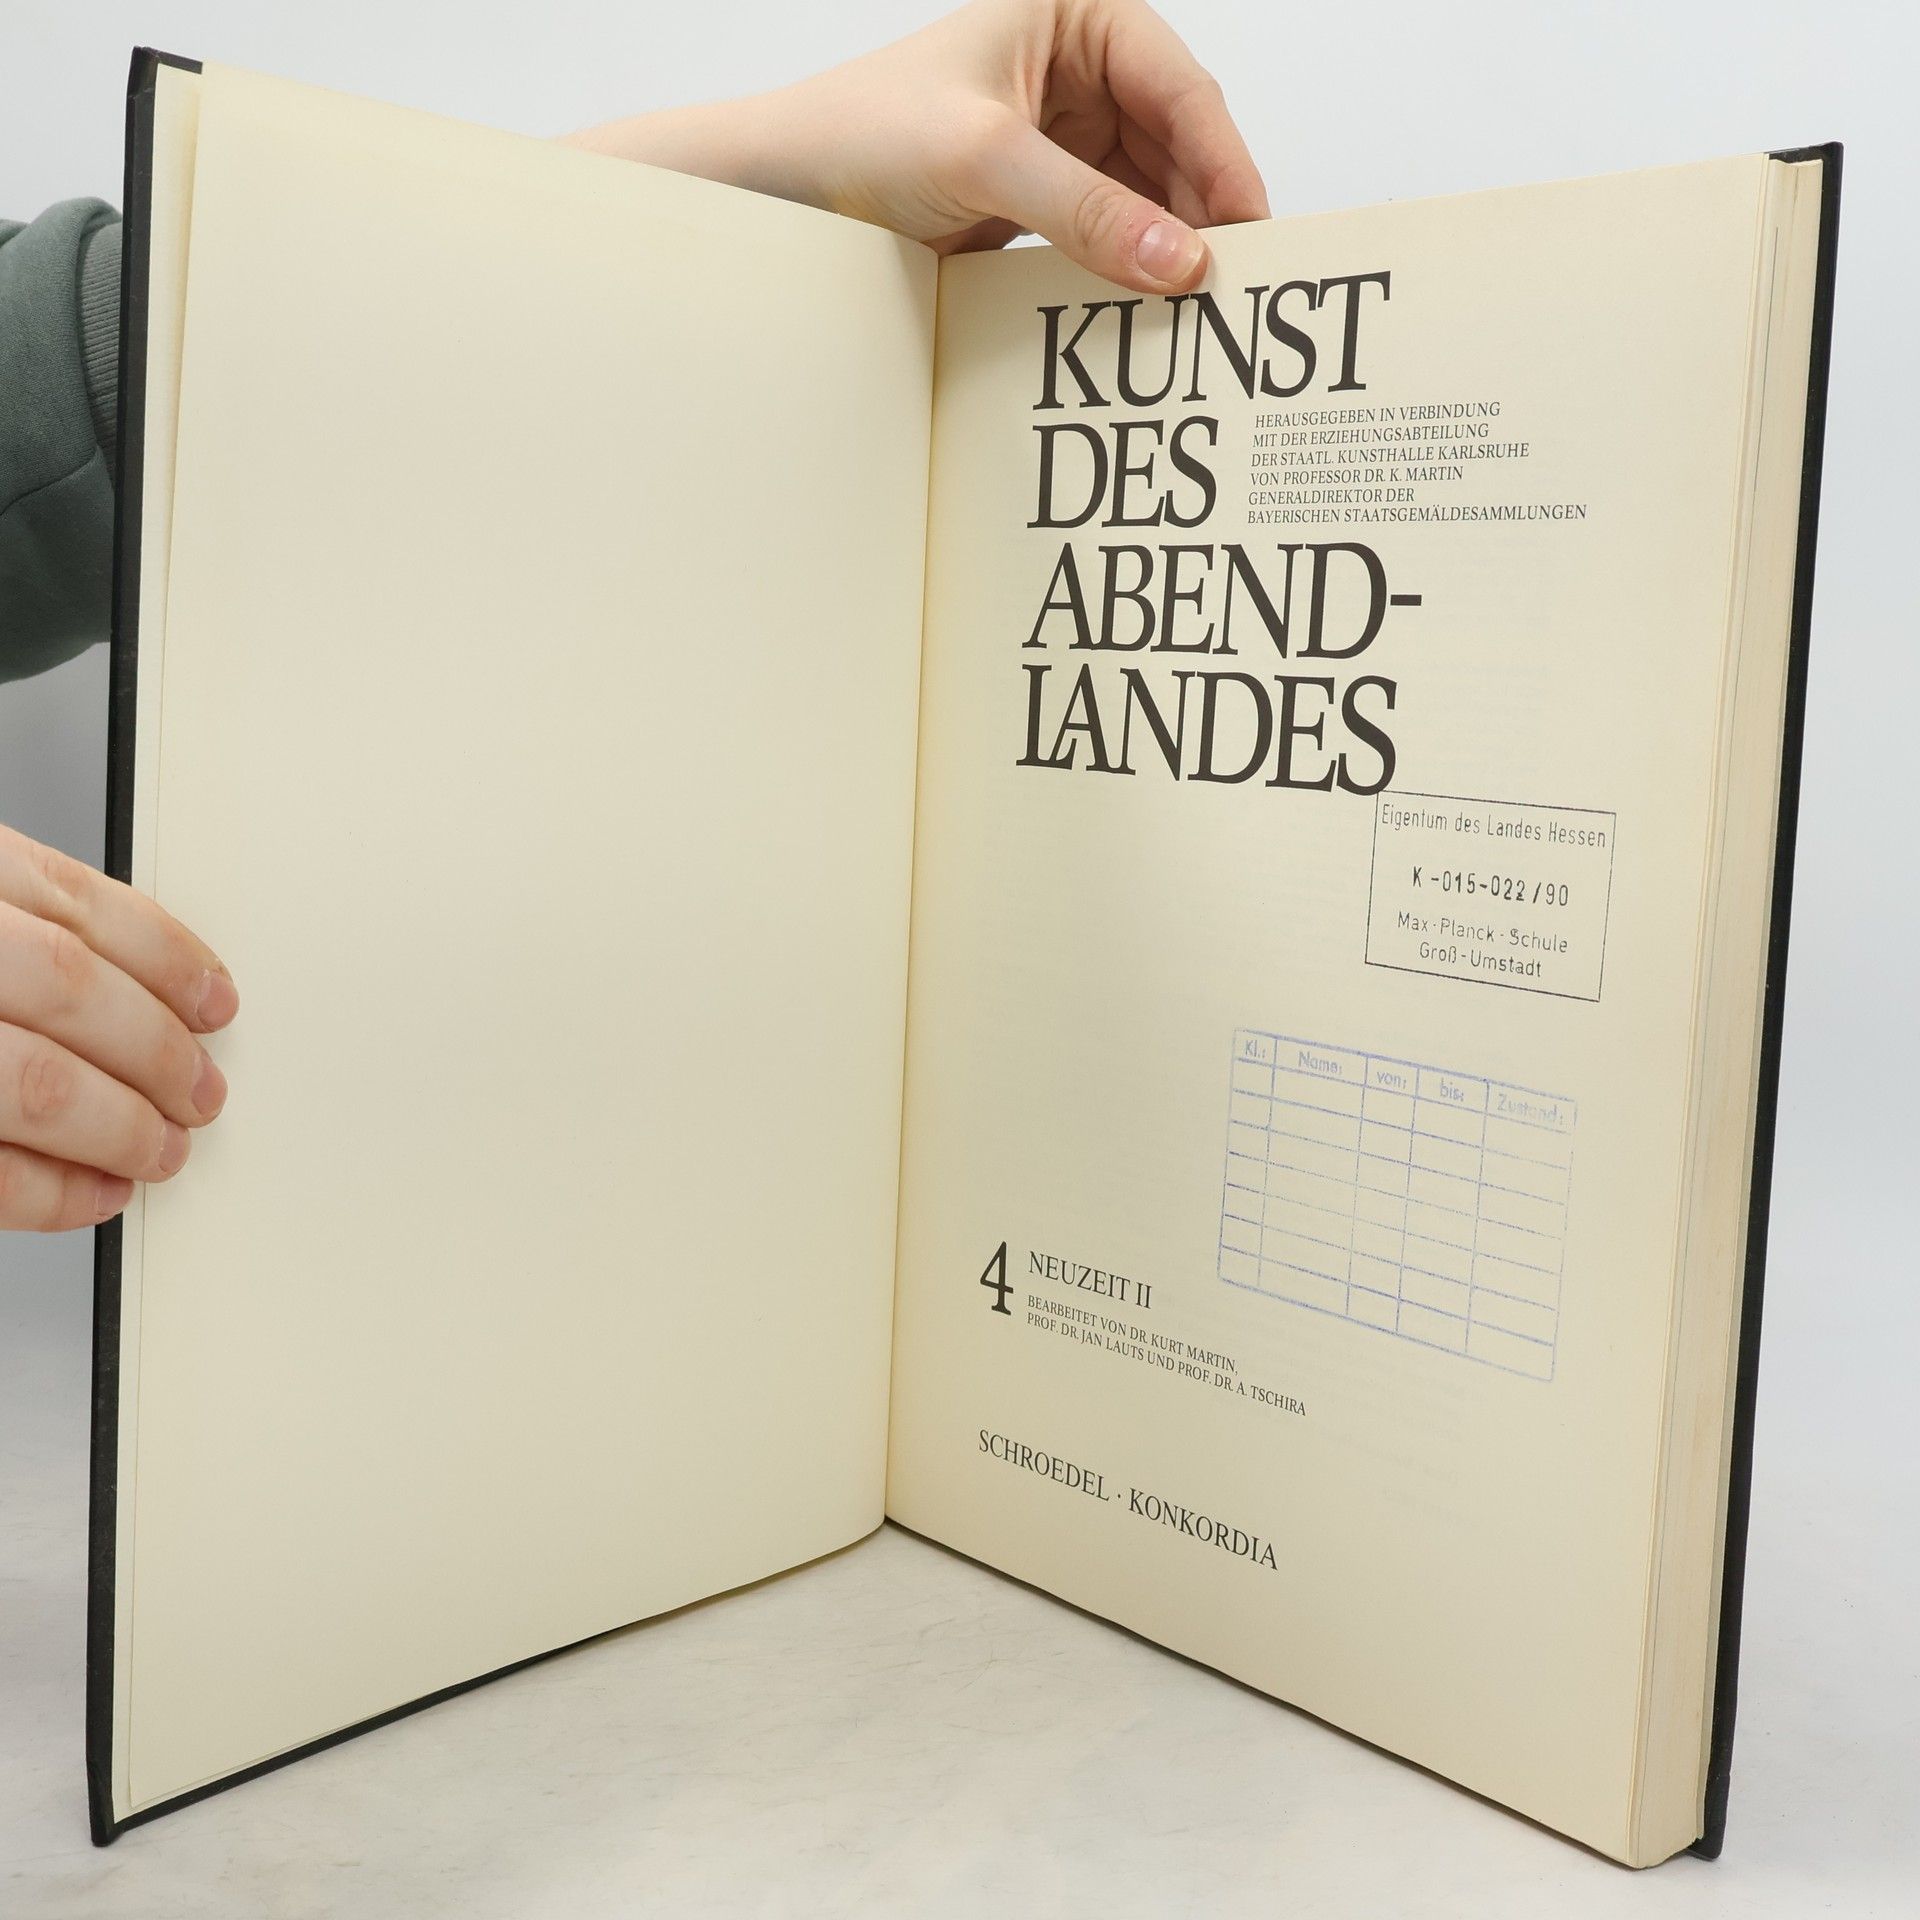 KUNST
DES
HERAUSGEGEBEN IN VERBINDUNG
MIT DER ERZIEHUNGSABTEILUNG
DER STAATL. KUNSTHALLE KARLSRUHE
VON PROFESSOR DR. K. MARTIN
GENERALDIREKTOR DER
BAYERISCHEN STAATSGEMÄLDESAMMLUNGEN
ABEND-
LANDES
Eigentum des Landes Hessen
K-015-022/90
Max-Planck-Schule
Groß-Umstadt
Kl.: Name: von: bis: Zustand:
4 NEUZEIT II
BEARBEITET VON DR. KURT MARTIN,
PROF. DR. JAN LAUTS UND PROF. DR. A. TSCHIRA
SCHROEDEL · KONKORDIA